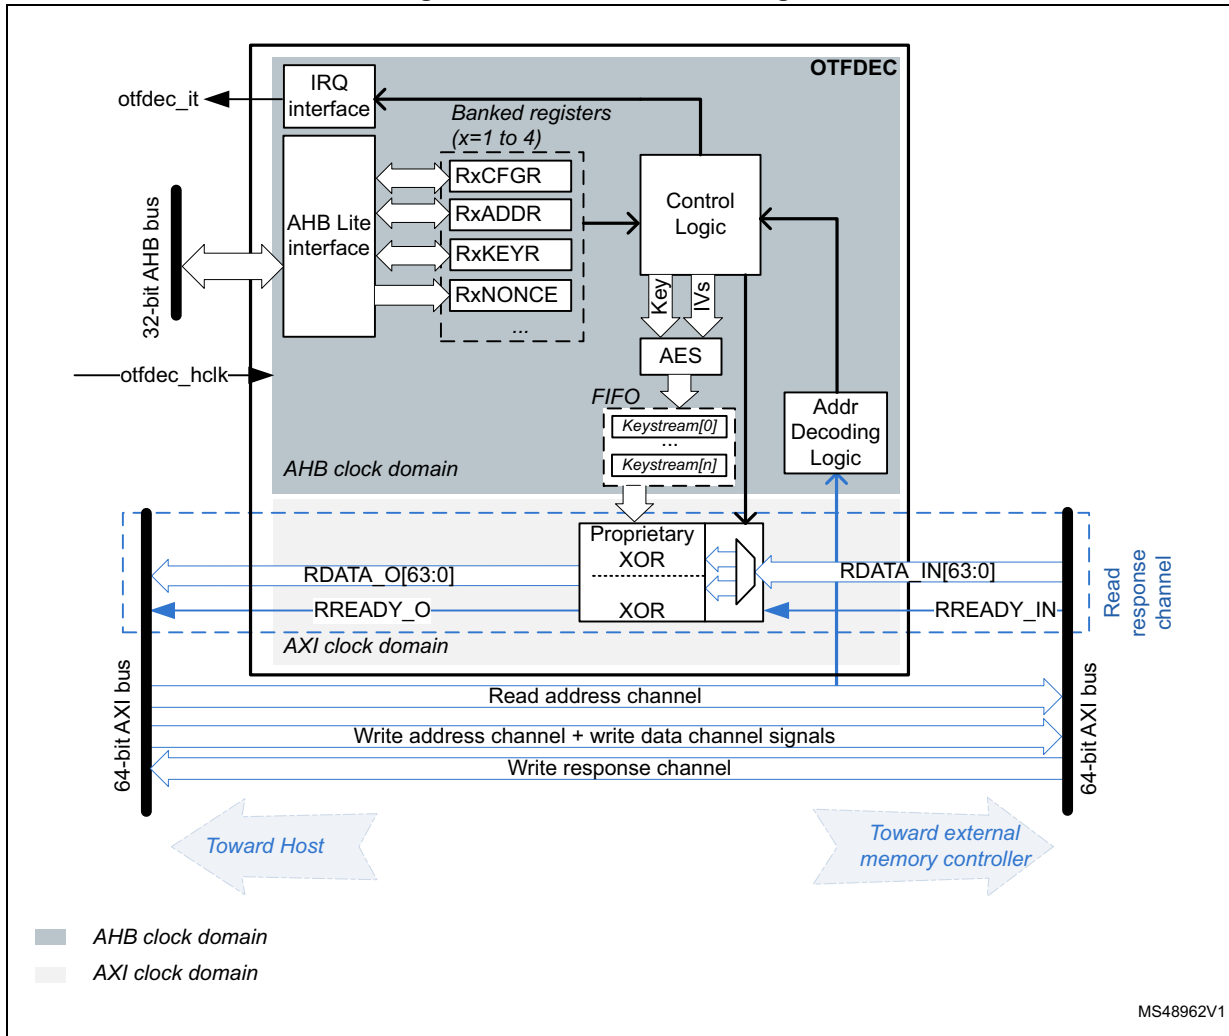 OTFDEC
IRQ
interface
otfdec_it
Banked registers
(x=1 to 4)
RxCFGR
RxADDR
RxKEYR
RxNONCE
...
AHB Lite
interface
32-bit AHB bus
Control
Logic
Key
IVs
AES
otfdec_hclk
FIFO
Keystream[0]
...
Keystream[n]
Addr
Decoding
Logic
AHB clock domain
Proprietary
XOR
XOR
RDATA_O[63:0]
RDATA_IN[63:0]
RREADY_O
RREADY_IN
Read
response
channel
AXI clock domain
64-bit AXI bus
64-bit AXI bus
Read address channel
Write address channel + write data channel signals
Write response channel
Toward Host
Toward external
memory controller
AHB clock domain
AXI clock domain
MS48962V1